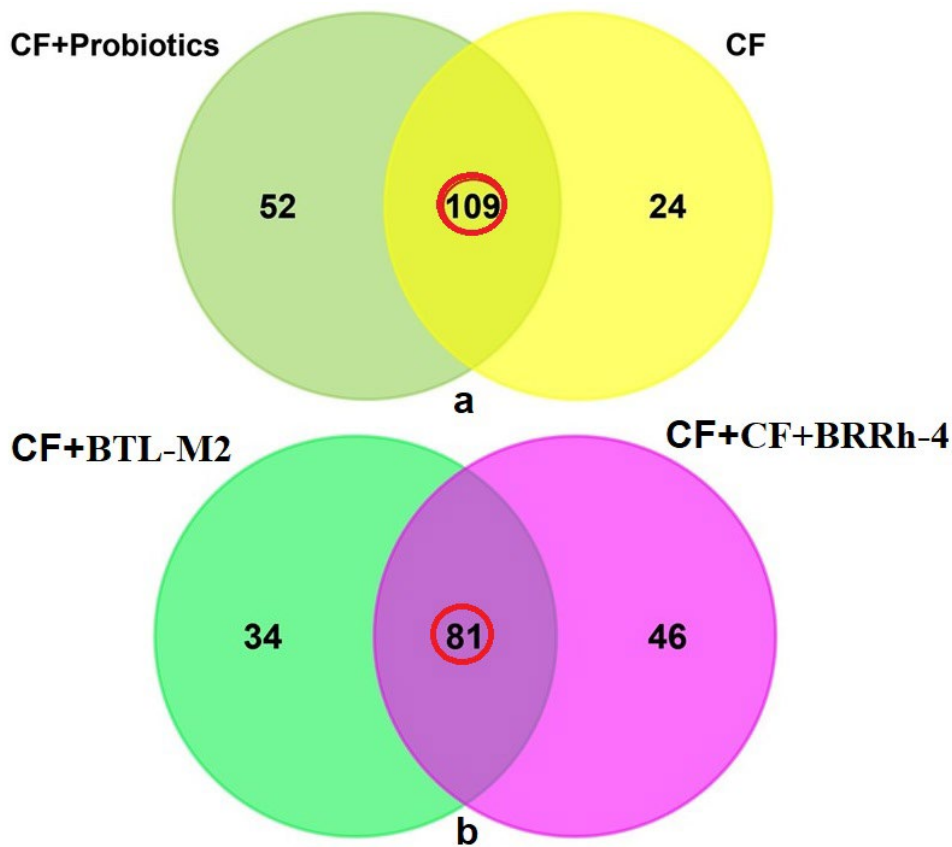 CF+Probiotics
CF
52
109
24
a
CF+BTL-M2
CF+CF+BRRh-4
34
81
46
b